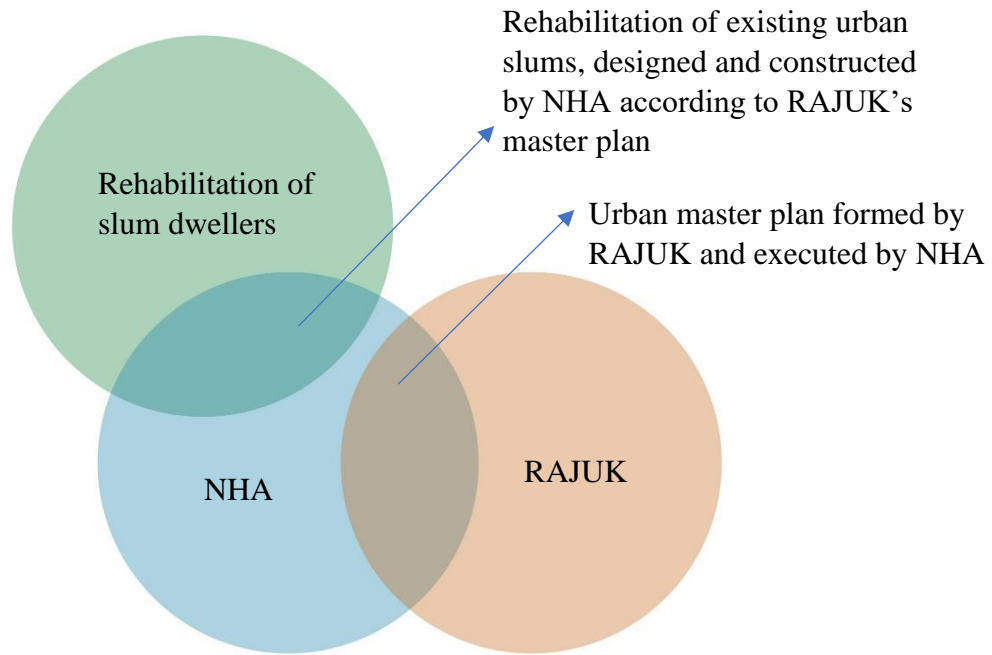 Rehabilitation of existing urban
slums, designed and constructed
by NHA according to RAJUK’s
master plan
Rehabilitation of
slum dwellers
Urban master plan formed by
RAJUK and executed by NHA
NHA
RAJUK